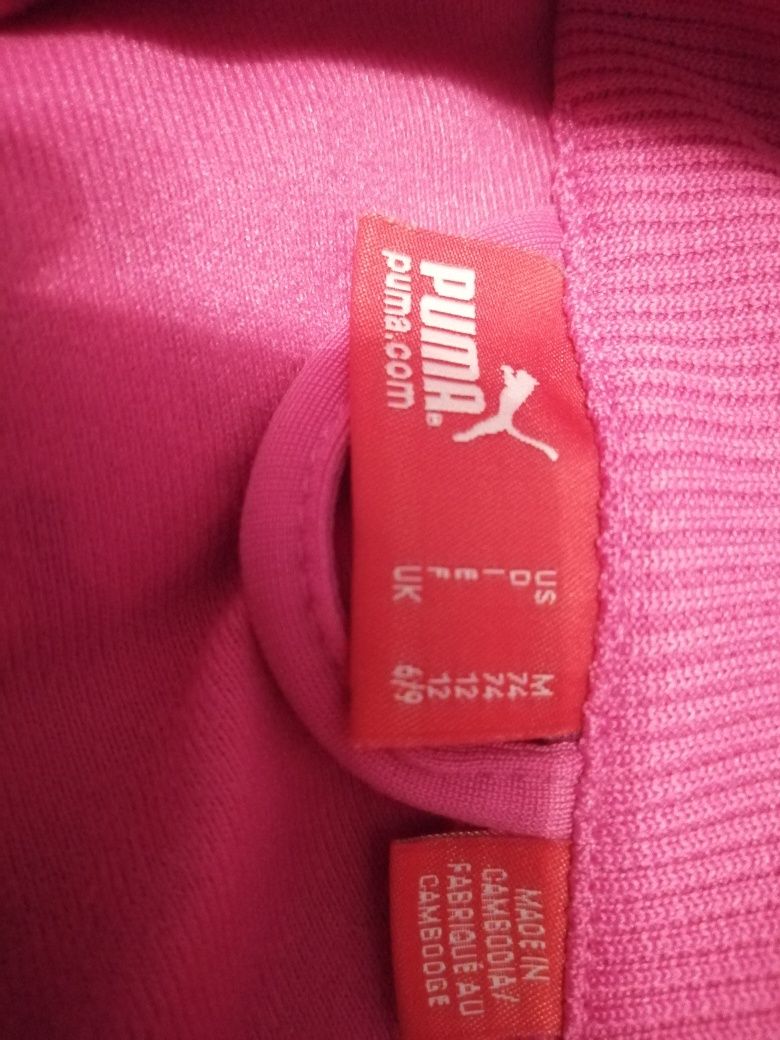 PUMA®
puma.com
US M
D 74
I 74
E 12
F 12
UK 6/9
MADE IN
CAMBODIA/
FABRIQUÉ AU
CAMBODGE